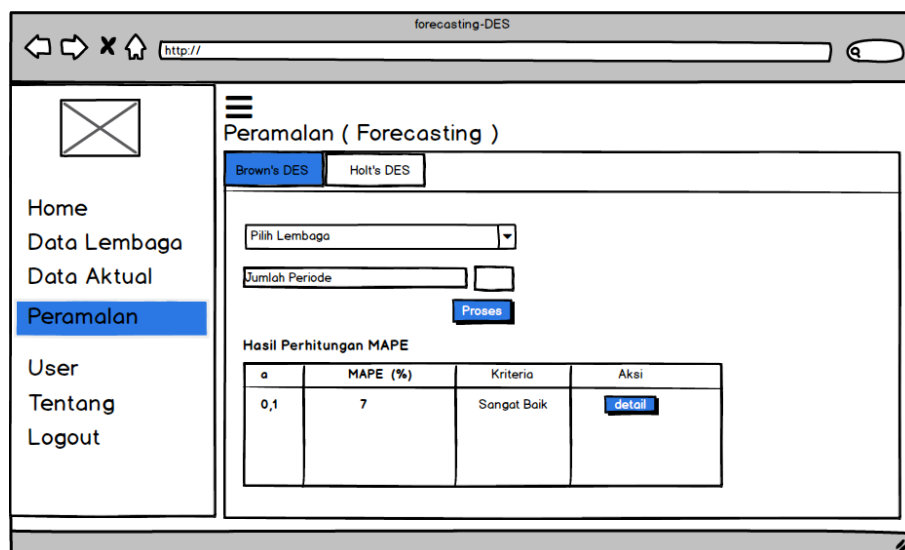 forecasting-DES
http://
Peramalan ( Forecasting )
Brown's DES Holt's DES
Home
Data Lembaga
Data Aktual
Peramalan
User
Tentang
Logout
Pilih Lembaga
Jumlah Periode
Proses
Hasil Perhitungan MAPE
a MAPE (%) Kriteria Aksi
0,1 7 Sangat Baik detail